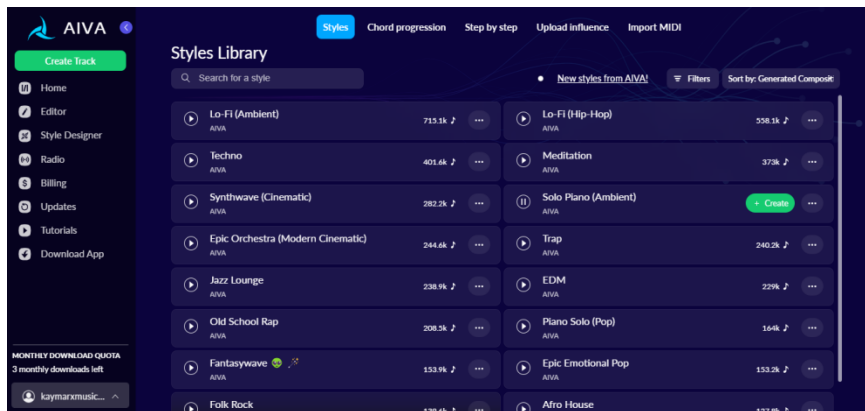 AIVA
Create Track
Home
Editor
Style Designer
Radio
Billing
Updates
Tutorials
Download App
MONTHLY DOWNLOAD QUOTA
3 monthly downloads left
kaymarxmusic...
Styles Chord progression Step by step Upload influence Import MIDI
Styles Library
Search for a style
New styles from AIVA! Filters Sort by: Generated Composit
Lo-Fi (Ambient) 715.1k
AIVA
Lo-Fi (Hip-Hop) 558.1k
AIVA
Techno 401.6k
AIVA
Meditation 373k
AIVA
Synthwave (Cinematic) 282.2k
AIVA
Solo Piano (Ambient) + Create
AIVA
Epic Orchestra (Modern Cinematic) 244.6k
AIVA
Trap 240.2k
AIVA
Jazz Lounge 238.9k
AIVA
EDM 229k
AIVA
Old School Rap 208.5k
AIVA
Piano Solo (Pop) 164k
AIVA
Fantasywave 👽 🪄 153.9k
AIVA
Epic Emotional Pop 153.2k
AIVA
Folk Rock
Afro House